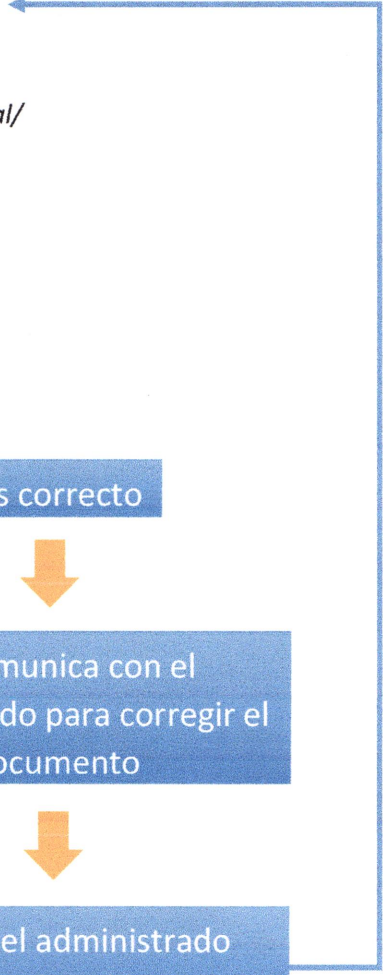 al/
s correcto
munica con el
do para corregir el
ocumento
el administrado